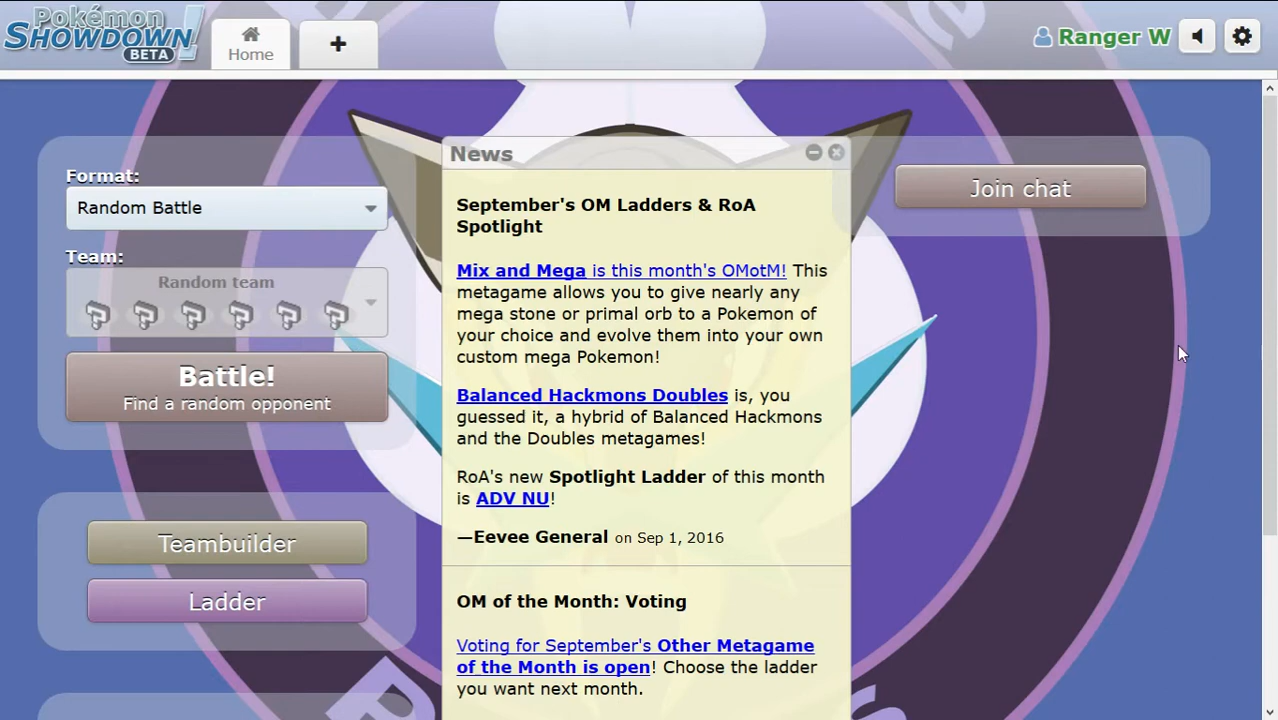 Pokémon
SHOWDOWN!
BETA
Home
Ranger W
Format:
Random Battle
Team:
Random team
Battle!
Find a random opponent
Teambuilder
Ladder
News
September's OM Ladders & RoA
Spotlight
Mix and Mega is this month's OMotM! This
metagame allows you to give nearly any
mega stone or primal orb to a Pokemon of
your choice and evolve them into your own
custom mega Pokemon!
Balanced Hackmons Doubles is, you
guessed it, a hybrid of Balanced Hackmons
and the Doubles metagames!
RoA's new Spotlight Ladder of this month
is ADV NU!
—Eevee General on Sep 1, 2016
OM of the Month: Voting
Voting for September's Other Metagame
of the Month is open! Choose the ladder
you want next month.
Join chat